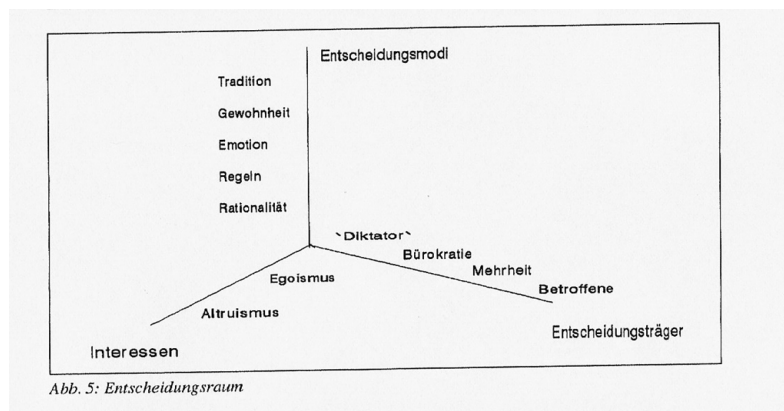 Entscheidungsmodi
Tradition
Gewohnheit
Emotion
Regeln
Rationalität
`Diktator`
Bürokratie
Mehrheit
Betroffene
Entscheidungsträger
Egoismus
Altruismus
Interessen
Abb. 5: Entscheidungsraum